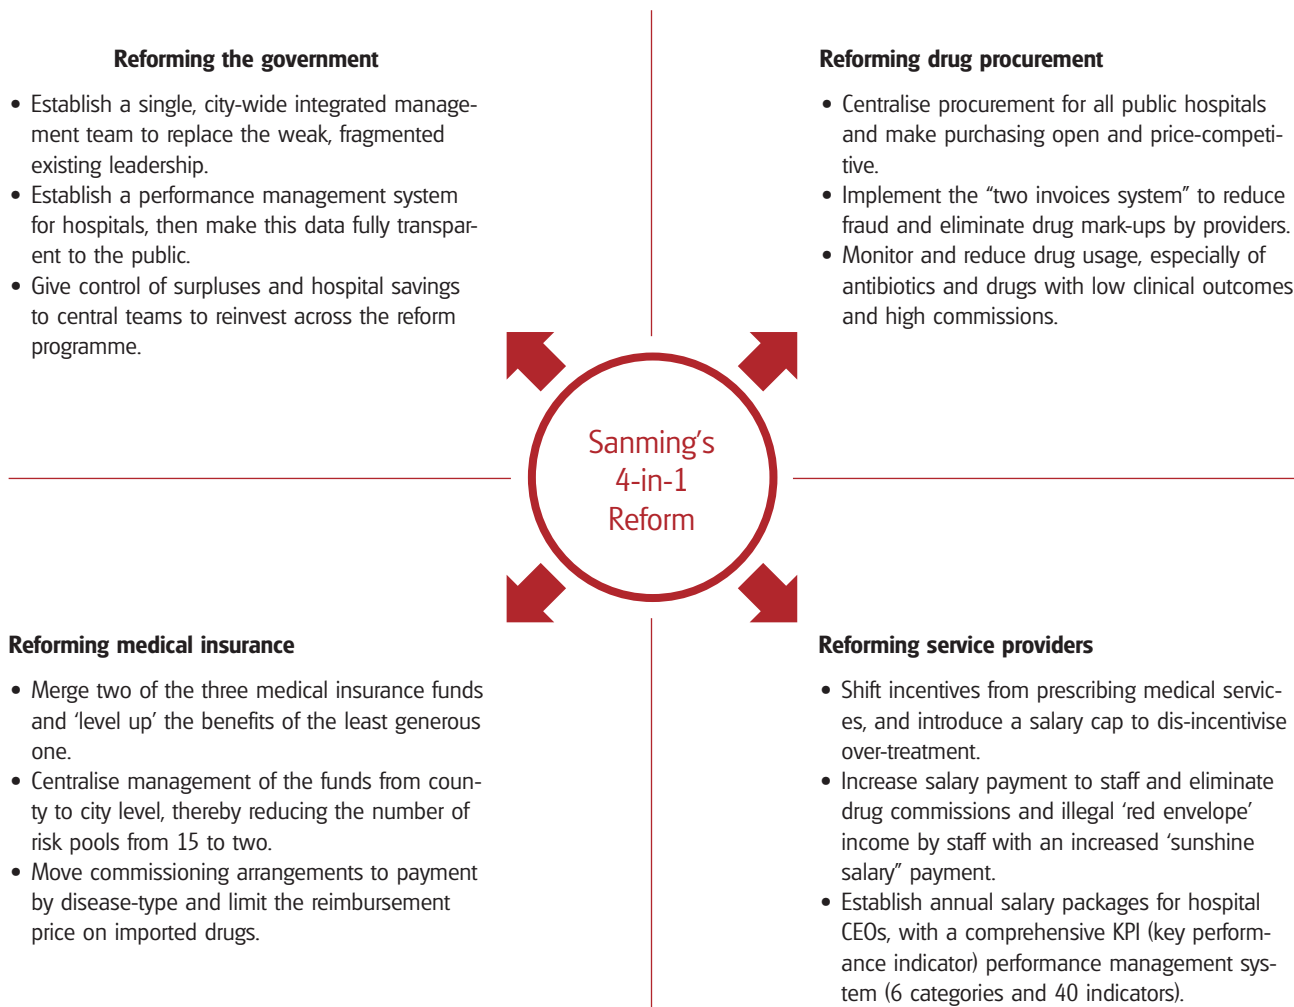 Reforming the government
• Establish a single, city-wide integrated manage-
ment team to replace the weak, fragmented
existing leadership.
• Establish a performance management system
for hospitals, then make this data fully transpar-
ent to the public.
• Give control of surpluses and hospital savings
to central teams to reinvest across the reform
programme.
Reforming drug procurement
• Centralise procurement for all public hospitals
and make purchasing open and price-competi-
tive.
• Implement the “two invoices system” to reduce
fraud and eliminate drug mark-ups by providers.
• Monitor and reduce drug usage, especially of
antibiotics and drugs with low clinical outcomes
and high commissions.
Sanming’s
4-in-1
Reform
Reforming medical insurance
• Merge two of the three medical insurance funds
and ‘level up’ the benefits of the least generous
one.
• Centralise management of the funds from coun-
ty to city level, thereby reducing the number of
risk pools from 15 to two.
• Move commissioning arrangements to payment
by disease-type and limit the reimbursement
price on imported drugs.
Reforming service providers
• Shift incentives from prescribing medical servic-
es, and introduce a salary cap to dis-incentivise
over-treatment.
• Increase salary payment to staff and eliminate
drug commissions and illegal ‘red envelope’
income by staff with an increased ‘sunshine
salary” payment.
• Establish annual salary packages for hospital
CEOs, with a comprehensive KPI (key perform-
ance indicator) performance management sys-
tem (6 categories and 40 indicators).